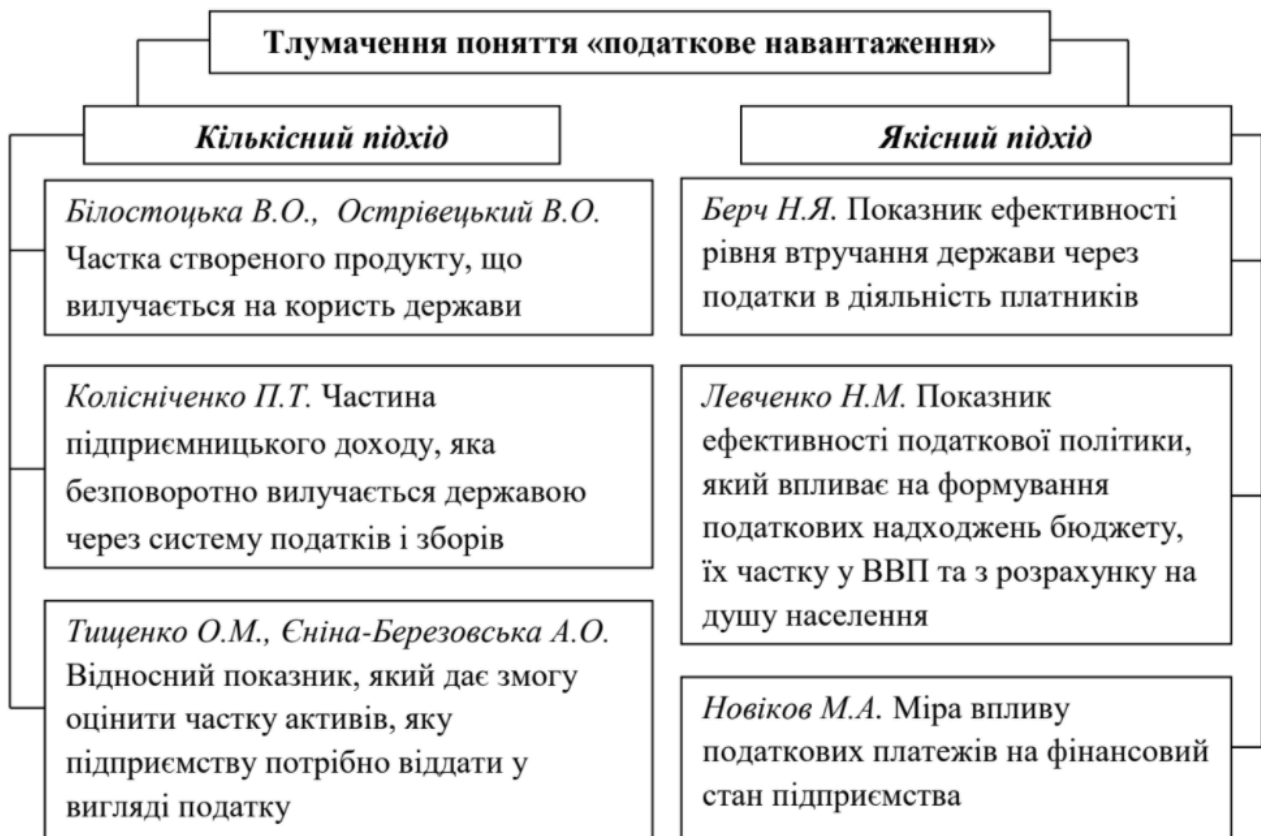 Тлумачення поняття «податкове навантаження»
Кількісний підхід
Білостоцька В.О., Острівецький В.О.
Частка створеного продукту, що
вилучається на користь держави
Колісніченко П.Т. Частина
підприємницького доходу, яка
безповоротно вилучається державою
через систему податків і зборів
Тищенко О.М., Єніна-Березовська А.О.
Відносний показник, який дає змогу
оцінити частку активів, яку
підприємству потрібно віддати у
вигляді податку
Якісний підхід
Берч Н.Я. Показник ефективності
рівня втручання держави через
податки в діяльність платників
Левченко Н.М. Показник
ефективності податкової політики,
який впливає на формування
податкових надходжень бюджету,
їх частку у ВВП та з розрахунку на
душу населення
Новіков М.А. Міра впливу
податкових платежів на фінансовий
стан підприємства